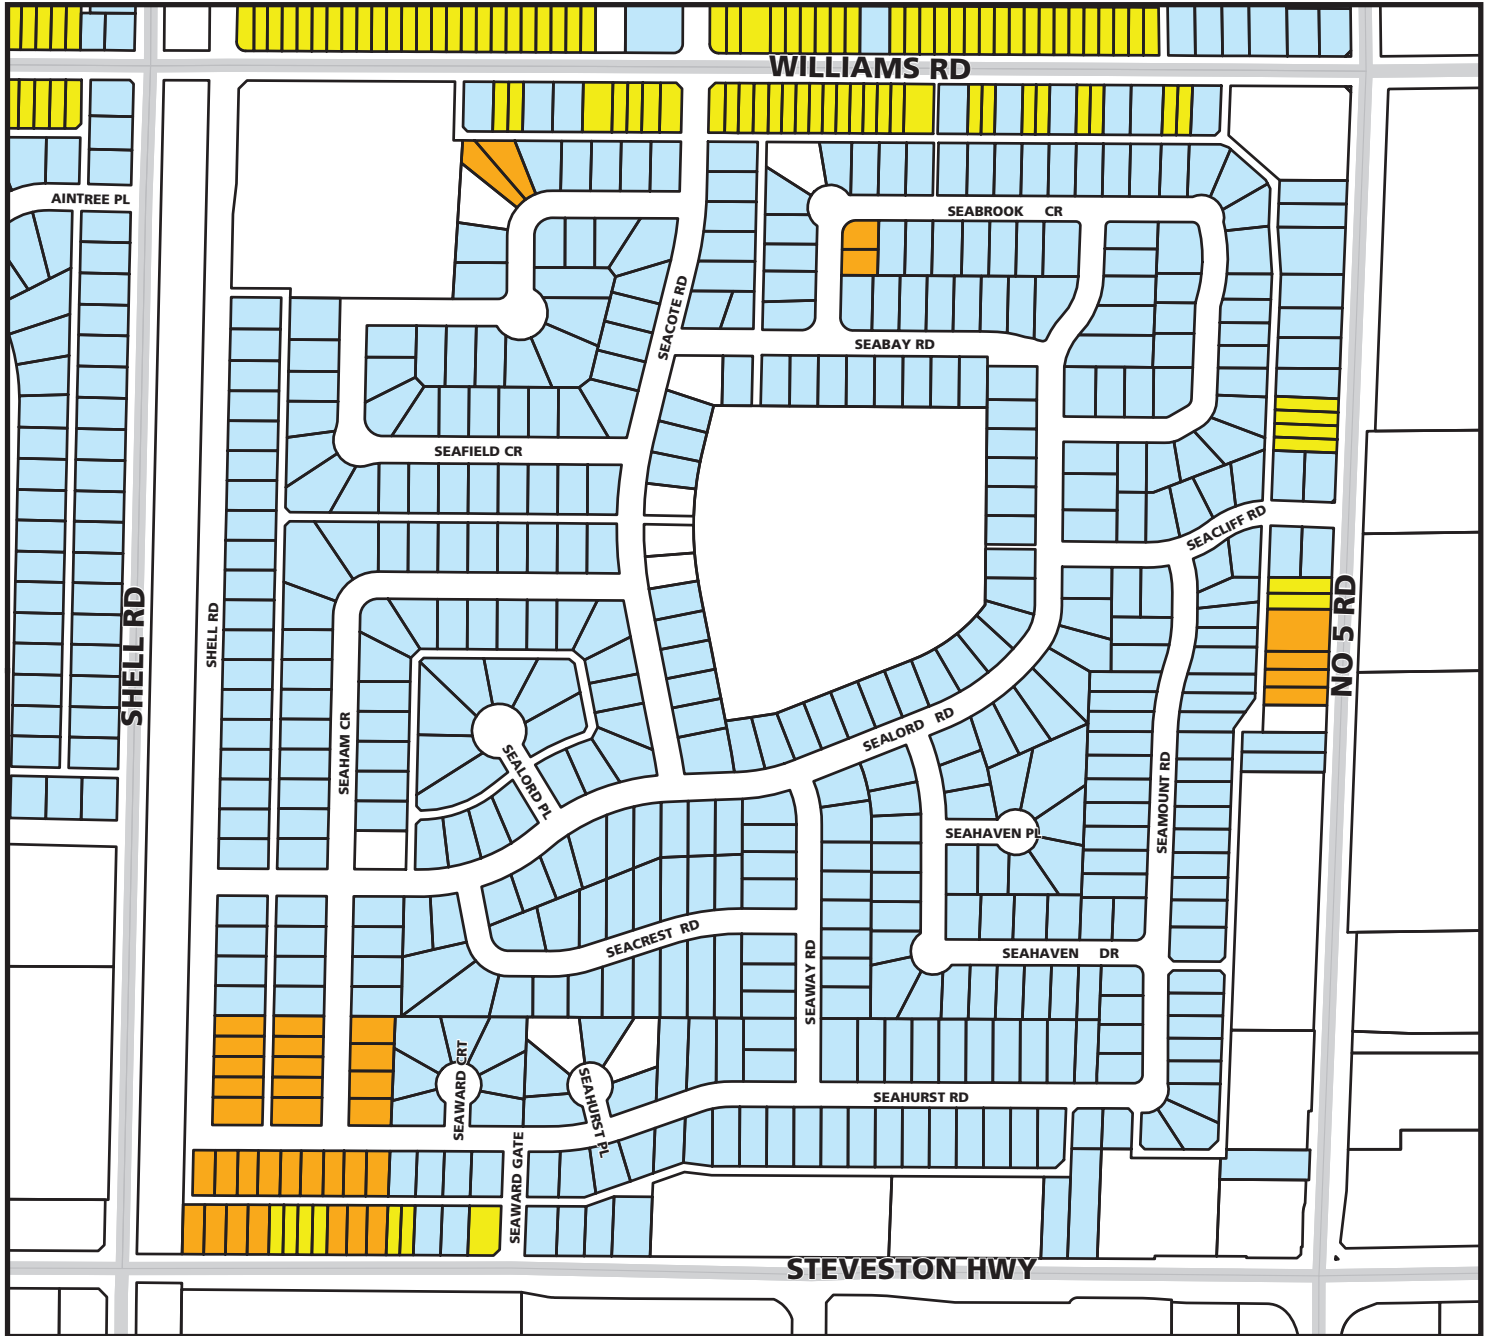 WILLIAMS RD
AINTREE PL
SEABROOK CR
SEACOTE RD
SEABAY RD
SEAFIELD CR
SEACLIFF RD
SHELL RD
SHELL RD
NO 5 RD
SEAHAM CR
SEALORD PL
SEALORD RD
SEAMOUNT RD
SEAHAVEN PL
SEACREST RD
SEAWAY RD
SEAHAVEN DR
SEAWARD CRT
SEAHURST PL
SEAHURST RD
SEAWARD GATE
STEVESTON HWY